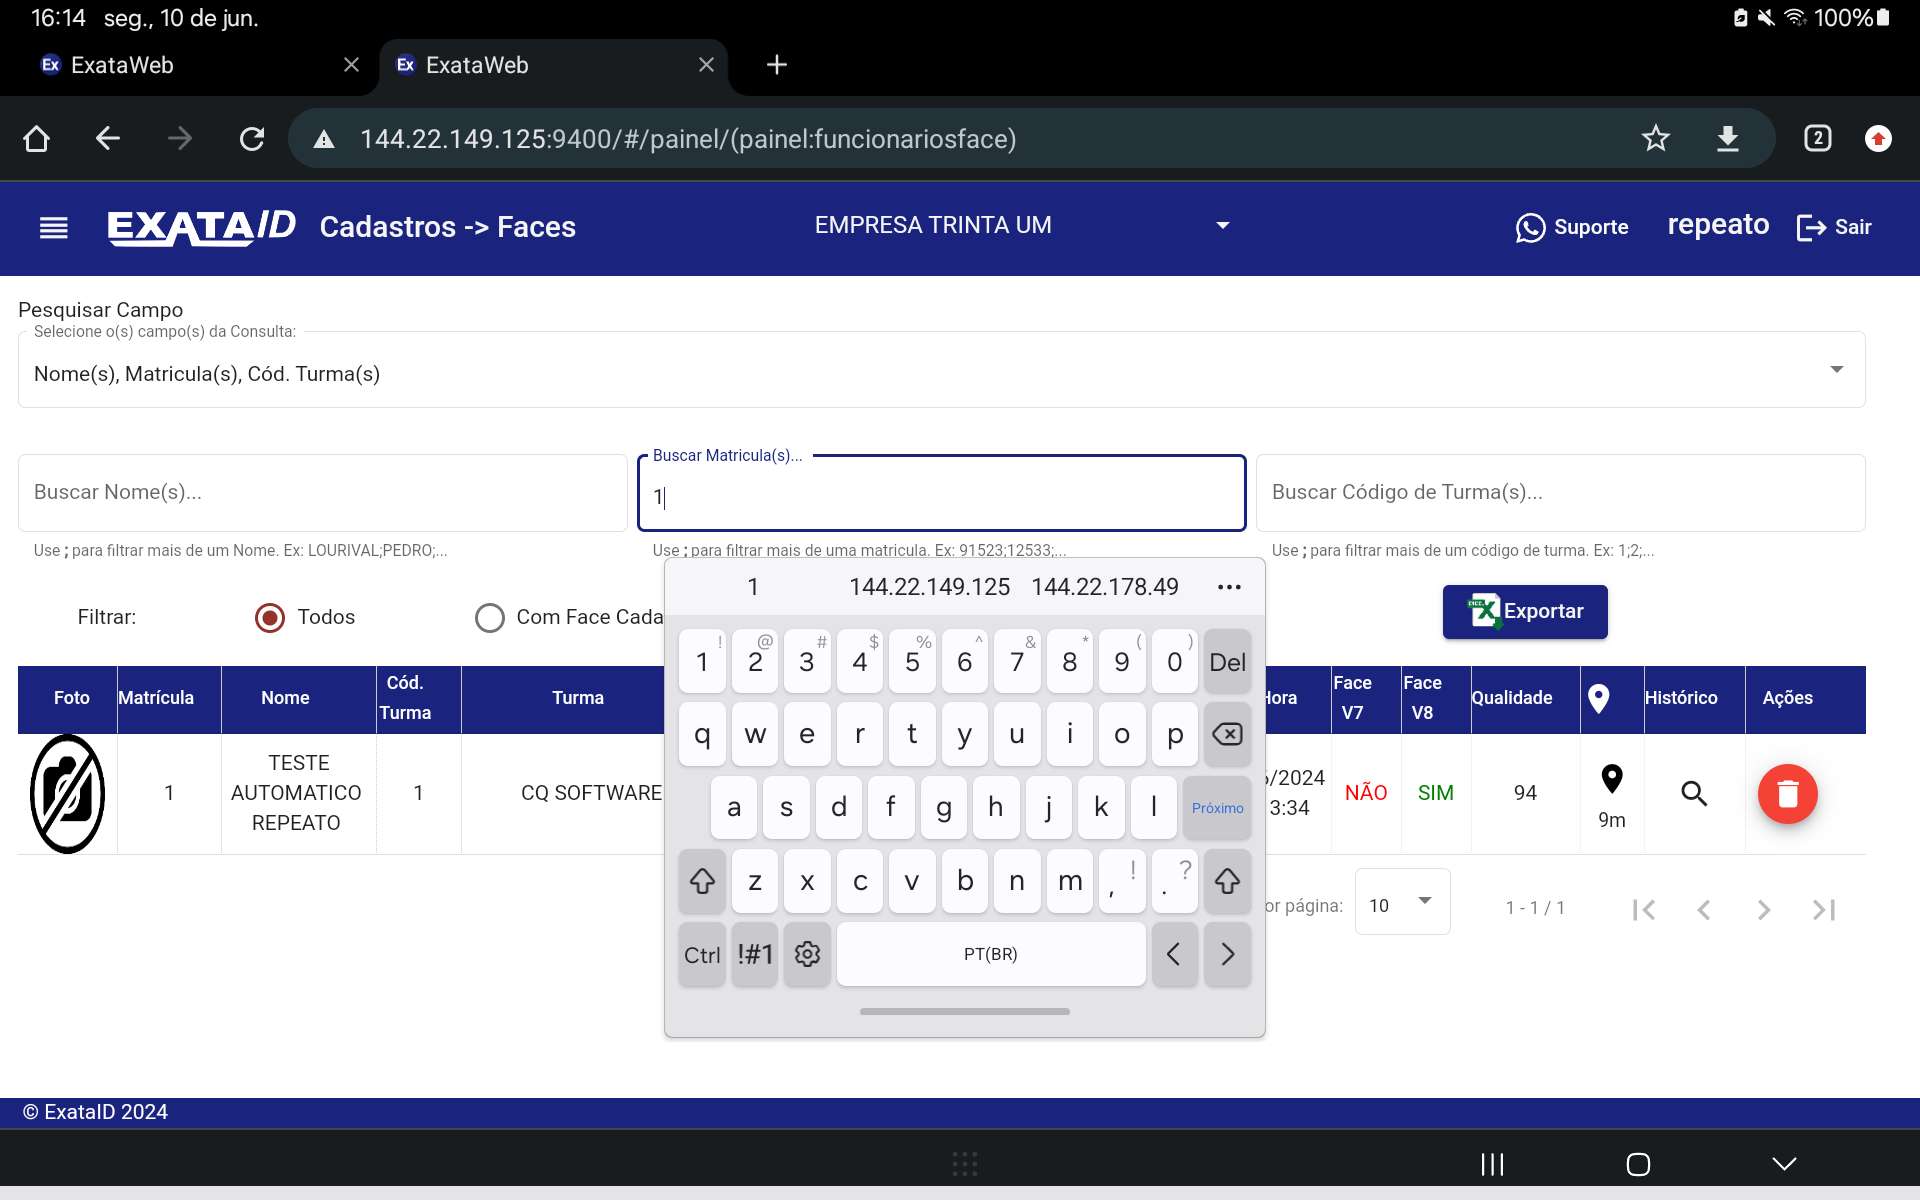 16:14 seg., 10 de jun.
100%
Ex ExataWeb
Ex ExataWeb
144.22.149.125:9400/#/painel/(painel:funcionariosface)
2
EXATA/ID Cadastros -> Faces
EMPRESA TRINTA UM
Suporte
repeato
Sair
Pesquisar Campo
Selecione o(s) campo(s) da Consulta:
Nome(s), Matricula(s), Cód. Turma(s)
Buscar Nome(s)...
Use ; para filtrar mais de um Nome. Ex: LOURIVAL;PEDRO;...
Buscar Matricula(s)...
1
Use ; para filtrar mais de uma matricula. Ex: 91523;12533;...
Buscar Código de Turma(s)...
Use ; para filtrar mais de um código de turma. Ex: 1;2;...
Filtrar:
Todos
Com Face Cada
Exportar
Foto
Matrícula
Nome
Cód. Turma
Turma
Hora
Face V7
Face V8
Qualidade
Histórico
Ações
1
TESTE
AUTOMATICO
REPEATO
1
CQ SOFTWARE
/2024
3:34
NÃO
SIM
94
9m
or página:
10
1 - 1 / 1
1 144.22.149.125 144.22.178.49 ...
! @ # $ % ^ & * ( )
1 2 3 4 5 6 7 8 9 0 Del
q w e r t y u i o p
a s d f g h j k l Próximo
z x c v b n m , ! . ?
Ctrl !#1 PT(BR)
© ExataID 2024